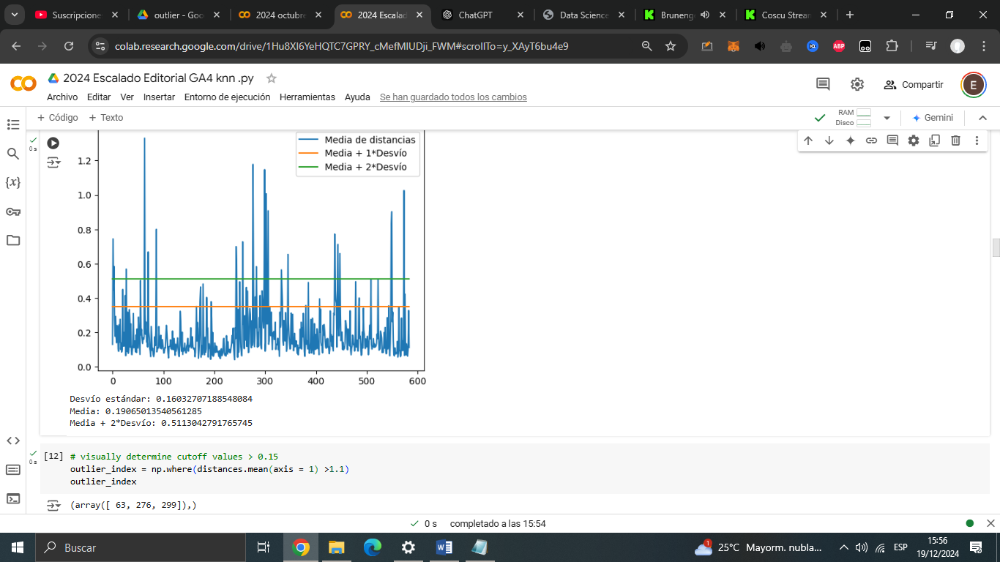 Suscripciones
outlier - Goo
2024 octubre
2024 Escalad
ChatGPT
Data Science
Bruneng
Coscu Strean
colab.research.google.com/drive/1Hu8XI6YeHQTC7GPRY_cMefMIUDji_FWM#scrollTo=y_XAyT6bu4e9
ABP
CO
2024 Escalado Editorial GA4 knn .py
Compartir
E
Archivo Editar Ver Insertar Entorno de ejecución Herramientas Ayuda Se han guardado todos los cambios
+ Código + Texto
RAM
Disco
Gemini
0 s
{x}
Media de distancias
Media + 1*Desvío
Media + 2*Desvío
1.2
1.0
0.8
0.6
0.4
0.2
0.0
0 100 200 300 400 500 600
Desvío estándar: 0.16032707188548084
Media: 0.19065013540561285
Media + 2*Desvío: 0.5113042791765745
0 s
[12] # visually determine cutoff values > 0.15
outlier_index = np.where(distances.mean(axis = 1) >1.1)
outlier_index
(array([ 63, 276, 299]),)
0 s completado a las 15:54
Buscar
1
25°C Mayorm. nubla...
ESP
15:56
19/12/2024